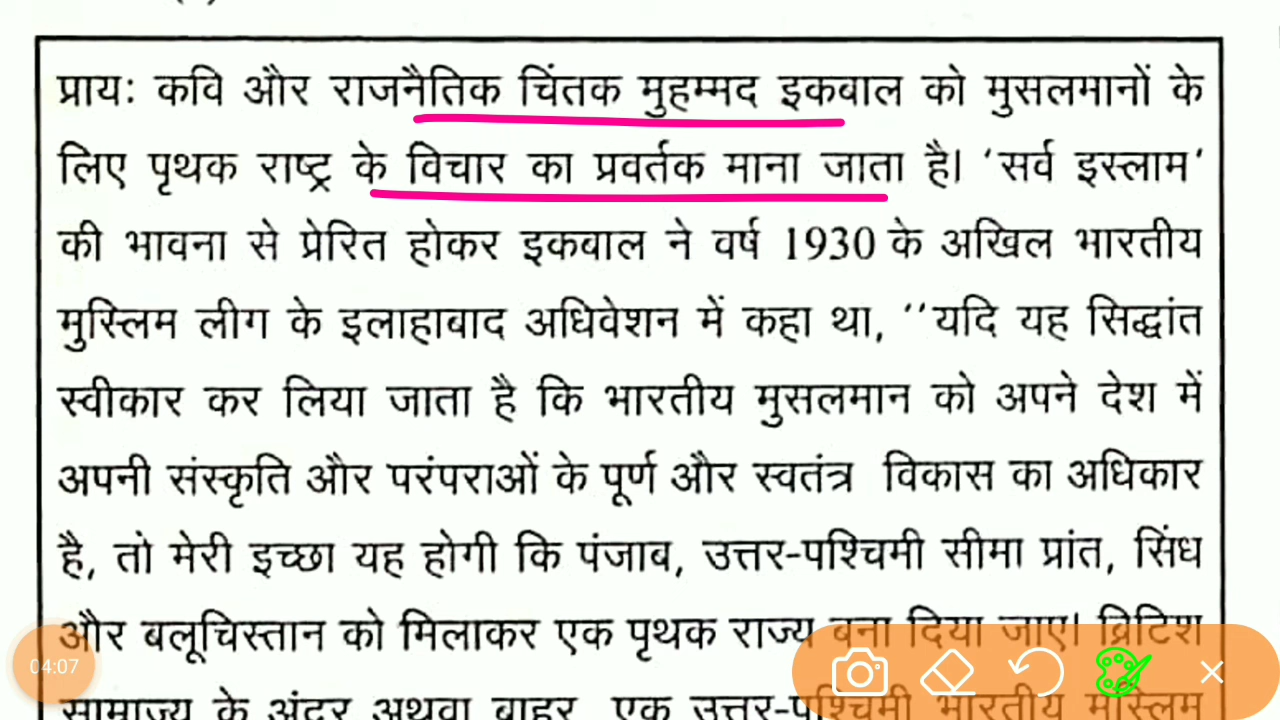 प्राय: कवि और राजनैतिक चिंतक मुहम्मद इकबाल को मुसलमानों के
लिए पृथक राष्ट्र के विचार का प्रवर्तक माना जाता है। ‘सर्व इस्लाम’
की भावना से प्रेरित होकर इकबाल ने वर्ष 1930 के अखिल भारतीय
मुस्लिम लीग के इलाहाबाद अधिवेशन में कहा था, ‘‘यदि यह सिद्धांत
स्वीकार कर लिया जाता है कि भारतीय मुसलमान को अपने देश में
अपनी संस्कृति और परंपराओं के पूर्ण और स्वतंत्र विकास का अधिकार
है, तो मेरी इच्छा यह होगी कि पंजाब, उत्तर-पश्चिमी सीमा प्रांत, सिंध
और बलूचिस्तान को मिलाकर एक पृथक राज्य बना दिया जाए। ब्रिटिश
04:07
साम्राज्य के अंदर अथवा बाहर एक उत्तर-पश्चिमी भारतीय मुस्लिम